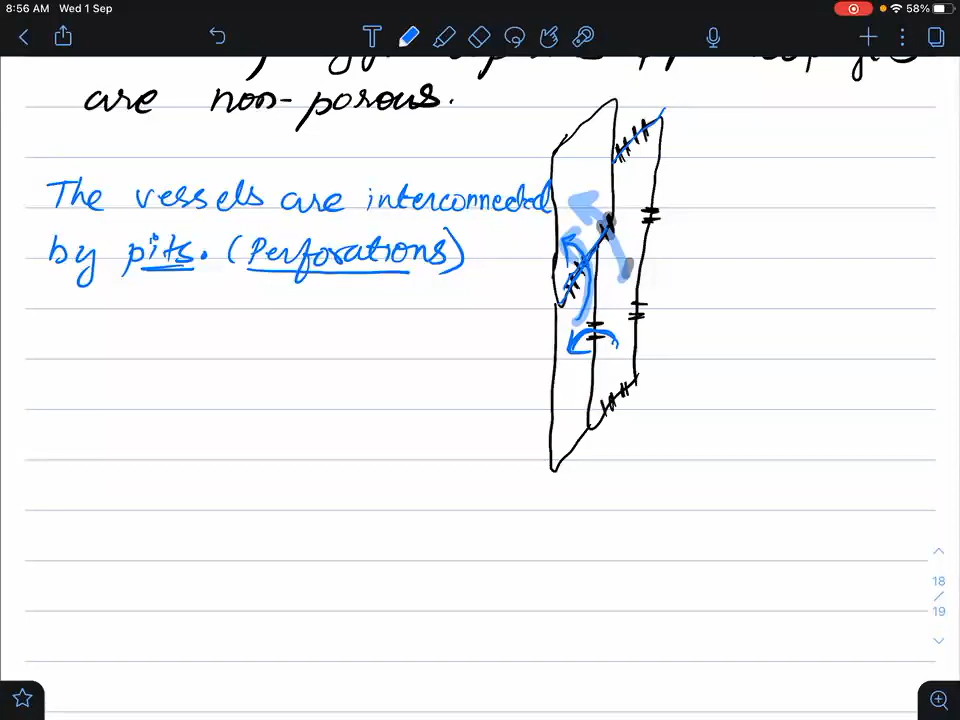 8:56 AM Wed 1 Sep
58%
are non-porous.
The vessels are interconnected
by pits. (Perforations)
18
/
19